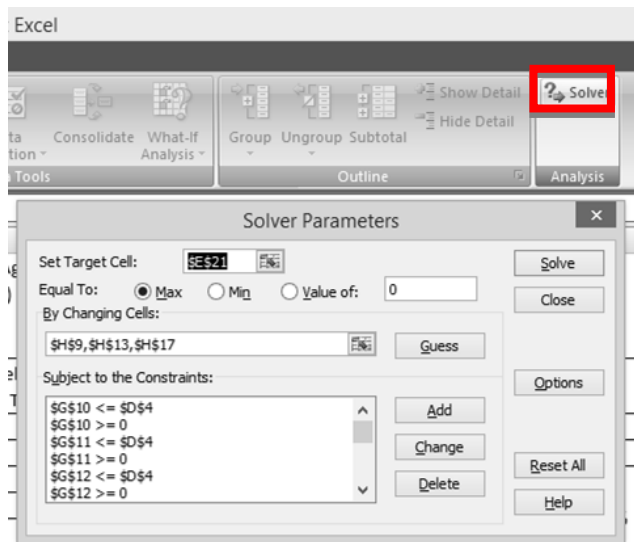 Excel
Solver
Show Detail
Hide Detail
ta Consolidate What-If Group Ungroup Subtotal
tion Analysis
Tools Outline Analysis
Solver Parameters
Set Target Cell: $E$21 Solve
Equal To: Max Min Value of: 0 Close
By Changing Cells:
$H$9,$H$13,$H$17 Guess
Subject to the Constraints: Options
$G$10 <= $D$4 Add
$G$10 >= 0
$G$11 <= $D$4 Change
$G$11 >= 0
$G$12 <= $D$4 Delete
$G$12 >= 0
Reset All
Help